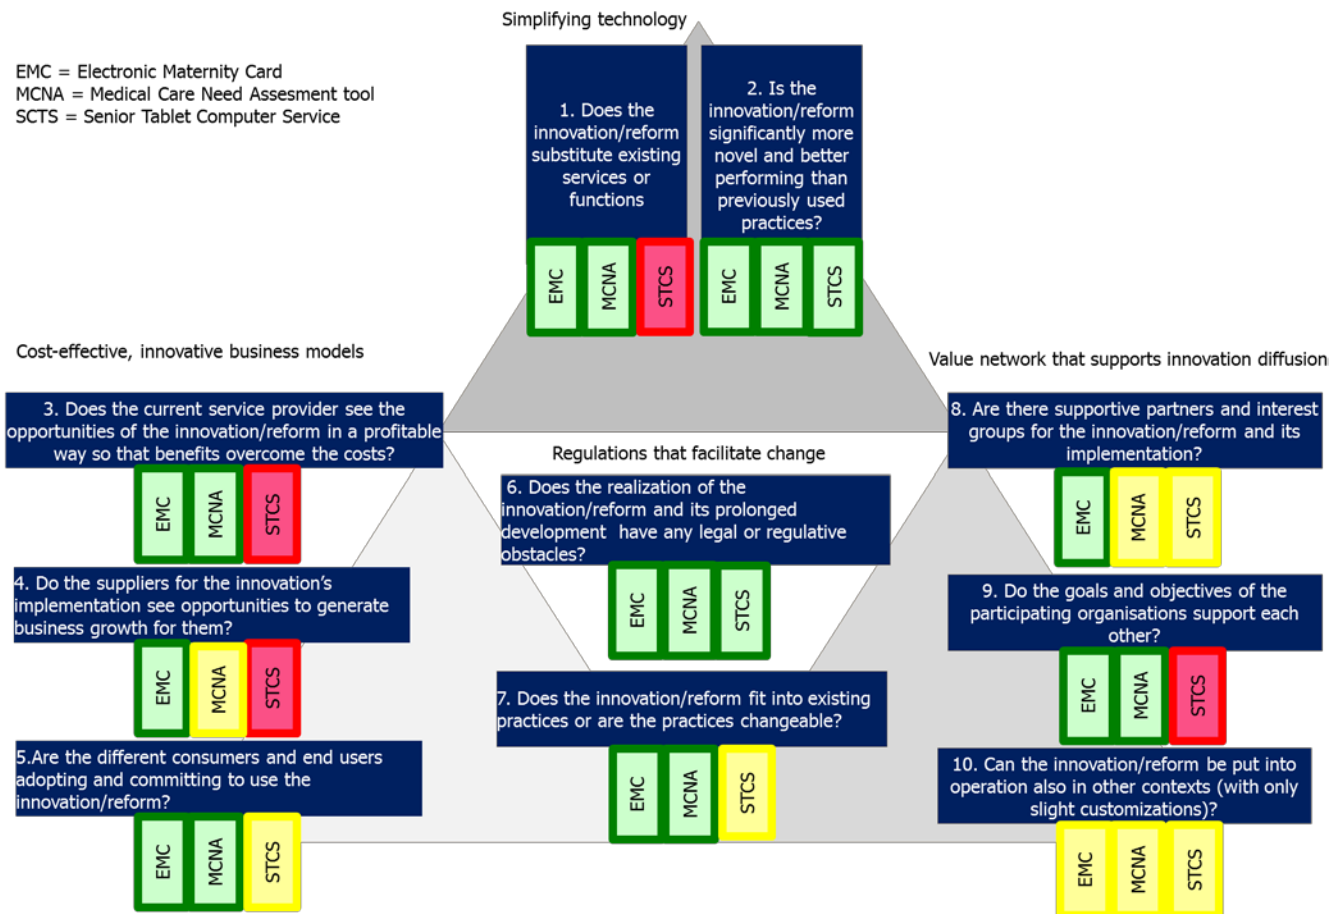 Simplifying technology
EMC = Electronic Maternity Card
MCNA = Medical Care Need Assesment tool
SCTS = Senior Tablet Computer Service
1. Does the
innovation/reform
substitute existing
services or
functions
EMC
MCNA
STCS
2. Is the
innovation/reform
significantly more
novel and better
performing than
previously used
practices?
EMC
MCNA
STCS
Cost-effective, innovative business models
3. Does the current service provider see the
opportunities of the innovation/reform in a profitable
way so that benefits overcome the costs?
EMC
MCNA
STCS
4. Do the suppliers for the innovation’s
implementation see opportunities to generate
business growth for them?
EMC
MCNA
STCS
5.Are the different consumers and end users
adopting and committing to use the
innovation/reform?
EMC
MCNA
STCS
Regulations that facilitate change
6. Does the realization of the
innovation/reform and its prolonged
development have any legal or regulative
obstacles?
EMC
MCNA
STCS
7. Does the innovation/reform fit into existing
practices or are the practices changeable?
EMC
MCNA
STCS
Value network that supports innovation diffusion
8. Are there supportive partners and interest
groups for the innovation/reform and its
implementation?
EMC
MCNA
STCS
9. Do the goals and objectives of the
participating organisations support each
other?
EMC
MCNA
STCS
10. Can the innovation/reform be put into
operation also in other contexts (with only
slight customizations)?
EMC
MCNA
STCS